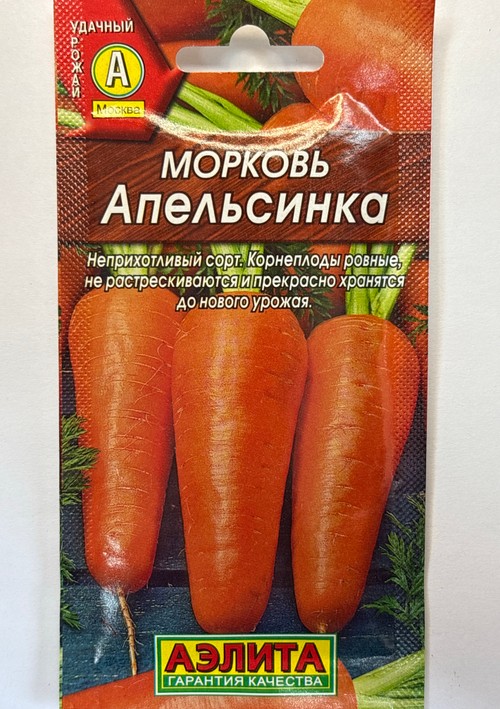 УДАЧНЫЙ
УРОЖАЙ
А
Москва
МОРКОВЬ
Апельсинка
Неприхотливый сорт. Корнеплоды ровные,
не растрескиваются и прекрасно хранятся
до нового урожая.
АЭЛИТА
ГАРАНТИЯ КАЧЕСТВА